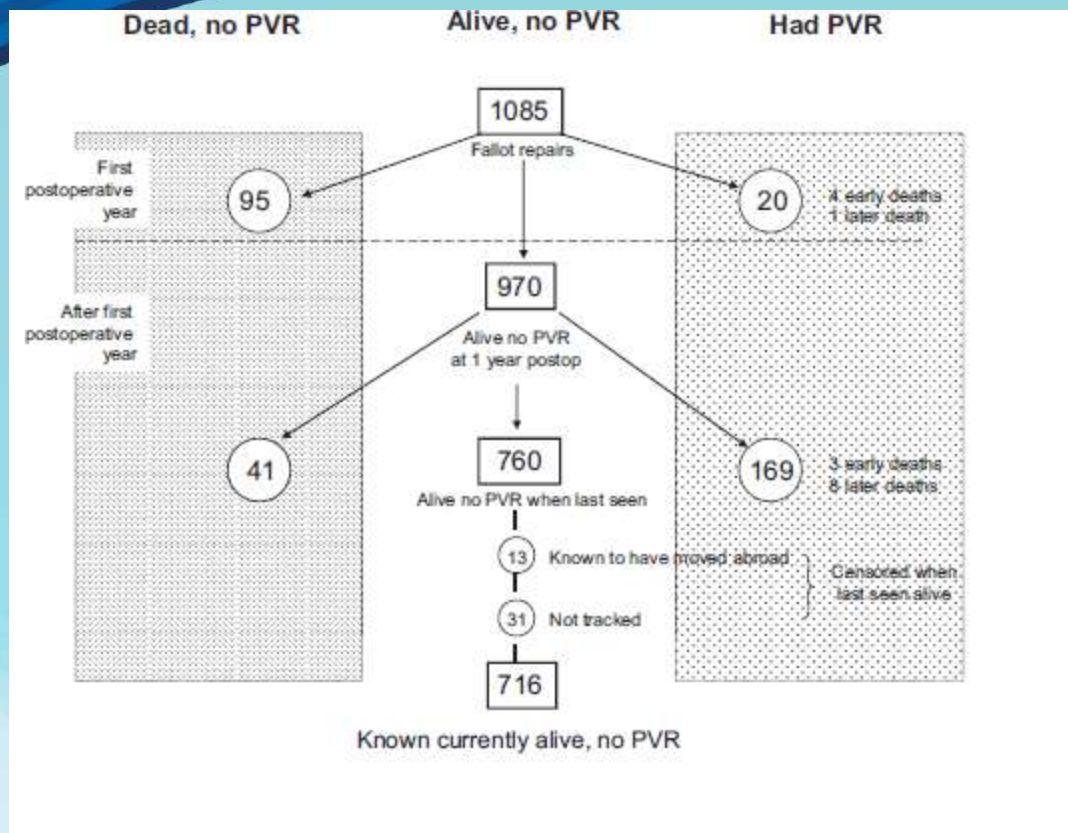 Dead, no PVR
Alive, no PVR
Had PVR
1085
Fallot repairs
First
postoperative
year
95
20
4 early deaths
1 later death
970
After first
postoperative
year
Alive no PVR
at 1 year postop
41
760
169
3 early deaths
8 later deaths
Alive no PVR when last seen
13
Known to have moved abroad
Censored when
last seen alive
31
Not tracked
716
Known currently alive, no PVR